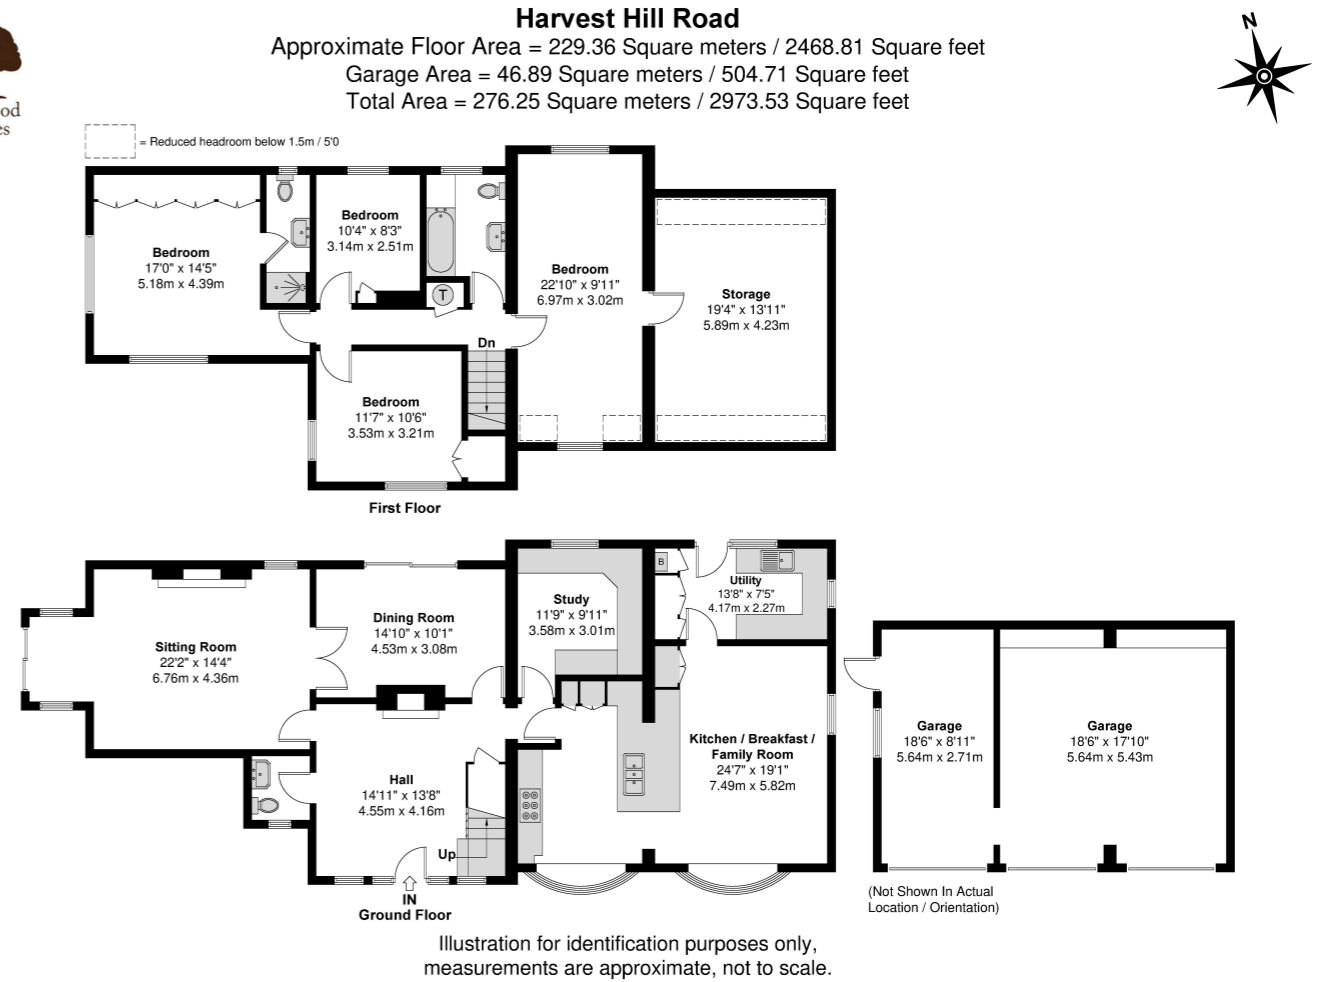 Harvest Hill Road
Approximate Floor Area = 229.36 Square meters / 2468.81 Square feet
Garage Area = 46.89 Square meters / 504.71 Square feet
Total Area = 276.25 Square meters / 2973.53 Square feet
N
od
es
= Reduced headroom below 1.5m / 5'0
Bedroom
17'0" x 14'5"
5.18m x 4.39m
Bedroom
10'4" x 8'3"
3.14m x 2.51m
T
Bedroom
22'10" x 9'11"
6.97m x 3.02m
Storage
19'4" x 13'11"
5.89m x 4.23m
Dn
Bedroom
11'7" x 10'6"
3.53m x 3.21m
First Floor
Sitting Room
22'2" x 14'4"
6.76m x 4.36m
Dining Room
14'10" x 10'1"
4.53m x 3.08m
Study
11'9" x 9'11"
3.58m x 3.01m
B
Utility
13'8" x 7'5"
4.17m x 2.27m
Kitchen / Breakfast /
Family Room
24'7" x 19'1"
7.49m x 5.82m
Hall
14'11" x 13'8"
4.55m x 4.16m
Up
IN
Ground Floor
Garage
18'6" x 8'11"
5.64m x 2.71m
Garage
18'6" x 17'10"
5.64m x 5.43m
(Not Shown In Actual
Location / Orientation)
Illustration for identification purposes only,
measurements are approximate, not to scale.